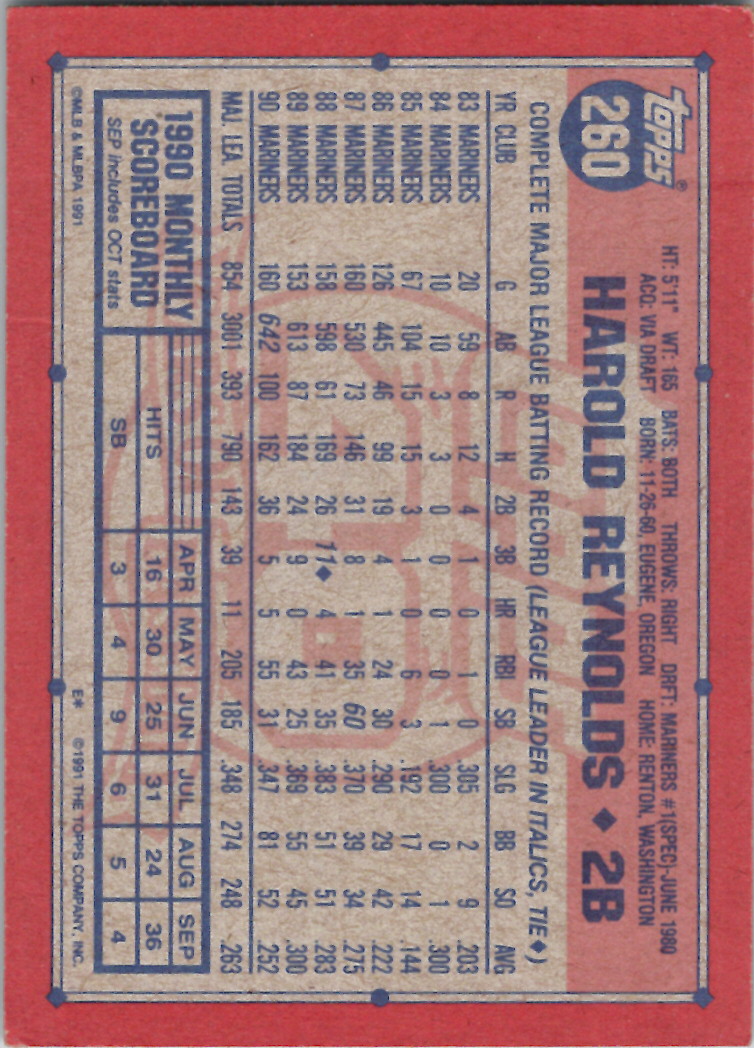 topps®
260
HT: 5'11" WT: 165 BATS: BOTH THROWS: RIGHT DRFT: MARINERS #1(SPEC)-JUNE 1980
ACQ: VIA DRAFT BORN: 11-26-60, EUGENE, OREGON HOME: RENTON, WASHINGTON
HAROLD REYNOLDS ♦ 2B
COMPLETE MAJOR LEAGUE BATTING RECORD (LEAGUE LEADER IN ITALICS, TIE♦)
YR CLUB G AB R H 2B 3B HR RBI SB SLG BB SO AVG
83 MARINERS 20 59 8 12 4 1 0 1 0 .305 2 9 .203
84 MARINERS 10 10 3 3 0 0 0 0 1 .300 0 1 .300
85 MARINERS 67 104 15 15 3 1 0 6 3 .192 17 14 .144
86 MARINERS 126 445 46 99 19 4 1 24 30 .290 29 42 .222
87 MARINERS 160 530 73 146 31 8 1 35 60 .370 39 34 .275
88 MARINERS 158 598 61 169 26 11♦ 4 41 35 .383 51 51 .283
89 MARINERS 153 613 87 184 24 9 0 43 25 .369 55 45 .300
90 MARINERS 160 642 100 162 36 5 5 55 31 .347 81 52 .252
MAJ. LEA. TOTALS 854 3001 393 790 143 39 11 205 185 .348 274 248 .263
1990 MONTHLY
SCOREBOARD
SEP includes OCT stats
APR MAY JUN JUL AUG SEP
HITS 16 30 25 31 24 36
SB 3 4 9 6 5 4
©MLB & MLBPA 1991 E* ©1991 THE TOPPS COMPANY, INC.